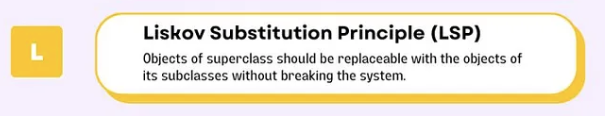 L
Liskov Substitution Principle (LSP)
Objects of superclass should be replaceable with the objects of
its subclasses without breaking the system.